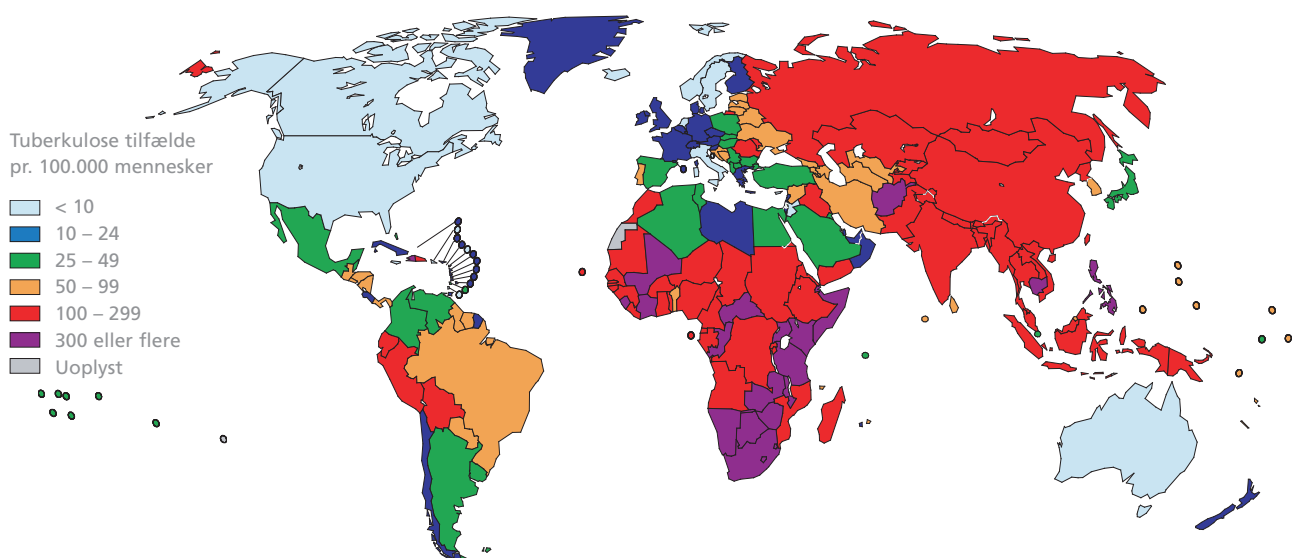 Tuberkulose tilfælde
pr. 100.000 mennesker
< 10
10 – 24
25 – 49
50 – 99
100 – 299
300 eller flere
Uoplyst